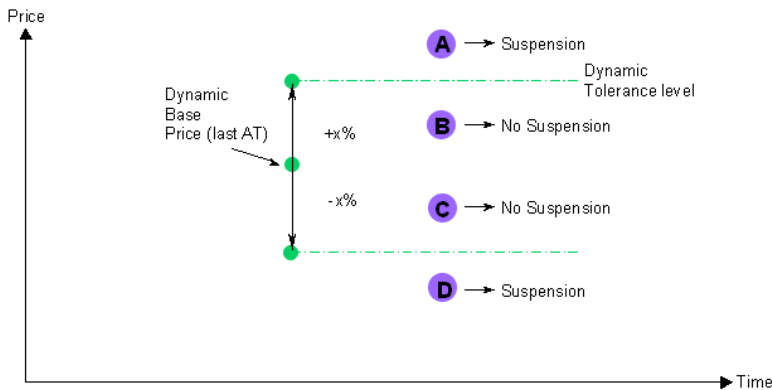 Price
A
Suspension
Dynamic
Tolerance level
Dynamic
Base
Price (last AT)
+x%
B
No Suspension
-x%
C
No Suspension
D
Suspension
Time